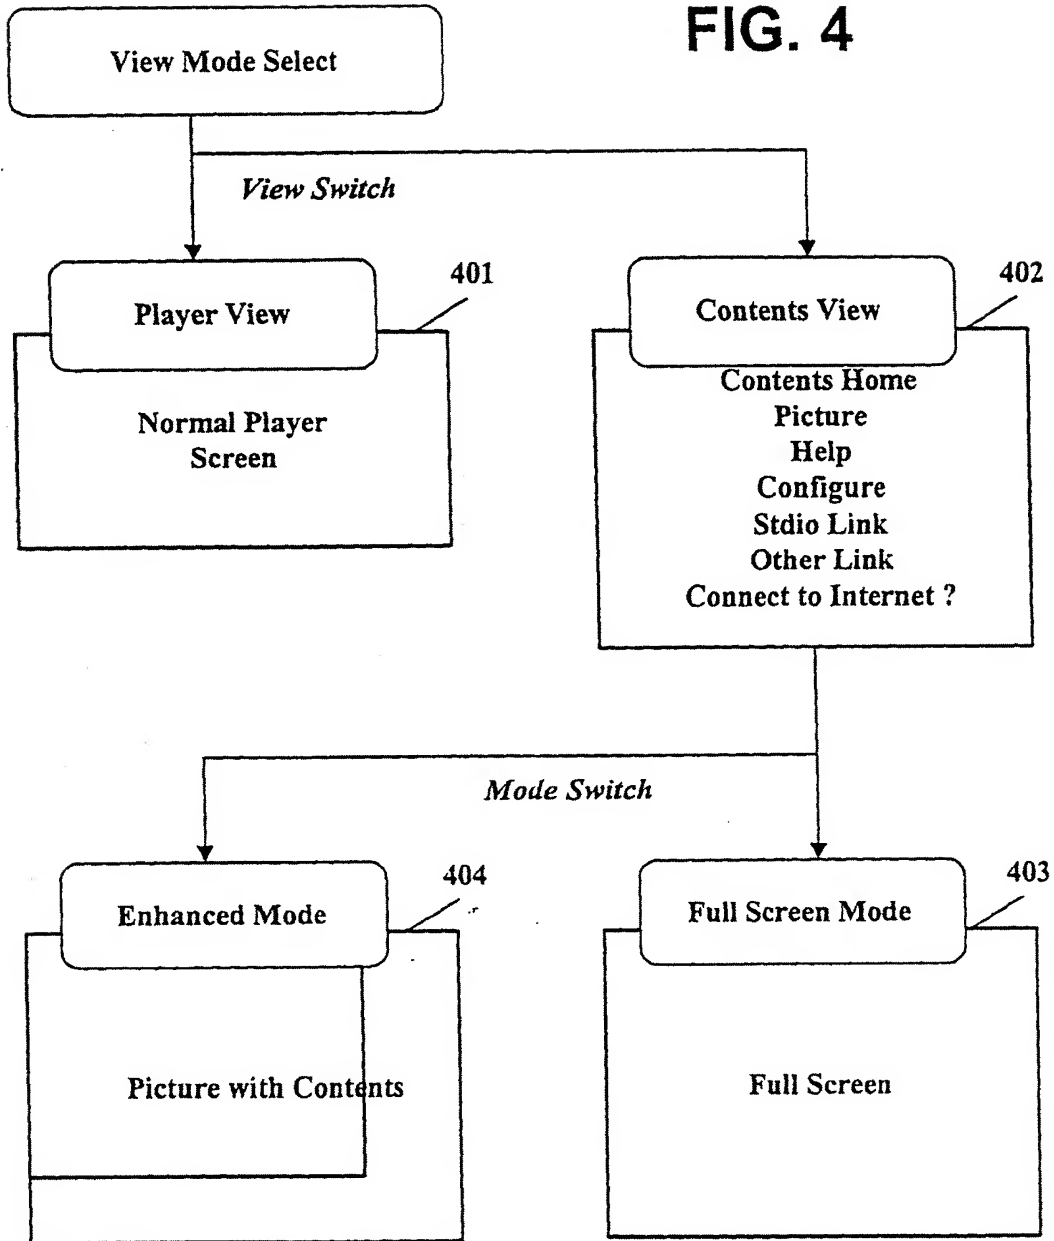 FIG. 4
View Mode Select
View Switch
401
Player View
Normal Player
Screen
402
Contents View
Contents Home
Picture
Help
Configure
Stdio Link
Other Link
Connect to Internet ?
Mode Switch
404
Enhanced Mode
Picture with Contents
403
Full Screen Mode
Full Screen